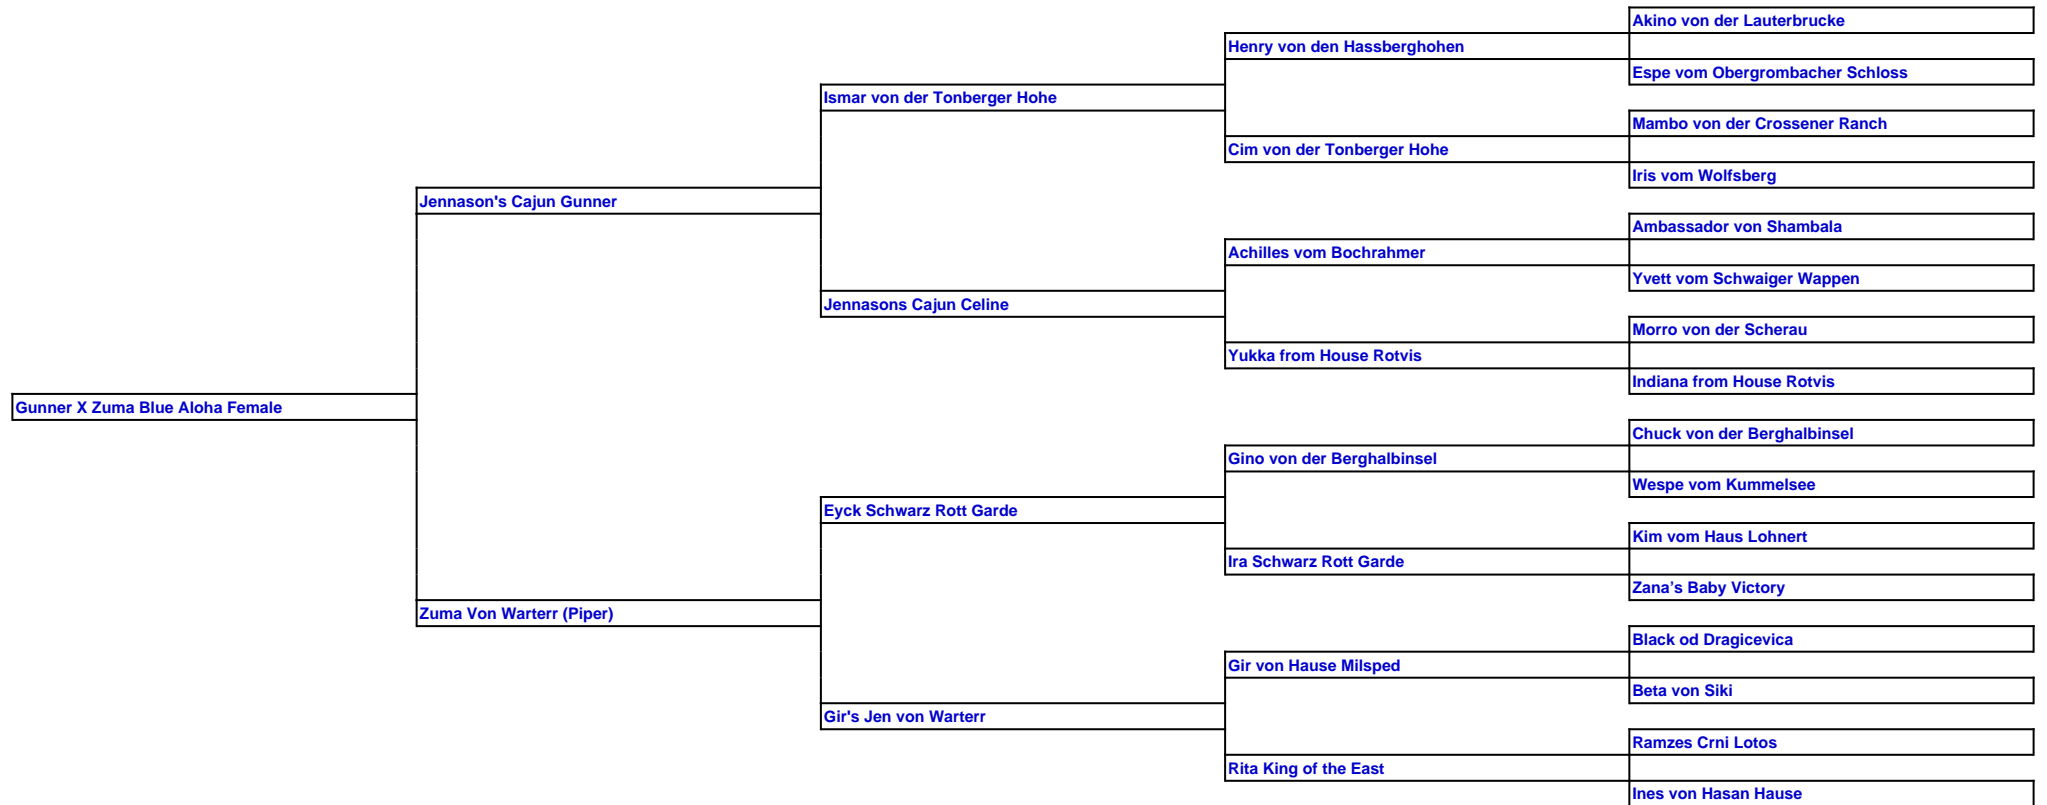 Akino von der Lauterbrucke
Henry von den Hassberghohen
Espe vom Obergrombacher Schloss
Ismar von der Tonberger Hohe
Mambo von der Crossener Ranch
Cim von der Tonberger Hohe
Iris vom Wolfsberg
Jennason's Cajun Gunner
Ambassador von Shambala
Achilles vom Bochrahmer
Yvett vom Schwaiger Wappen
Jennasons Cajun Celine
Morro von der Scherau
Yukka from House Rotvis
Indiana from House Rotvis
Gunner X Zuma Blue Aloha Female
Chuck von der Berghalbinsel
Gino von der Berghalbinsel
Wespe vom Kummelsee
Eyck Schwarz Rott Garde
Kim vom Haus Lohnert
Ira Schwarz Rott Garde
Zana’s Baby Victory
Zuma Von Warterr (Piper)
Black od Dragicevica
Gir von Hause Milsped
Beta von Siki
Gir's Jen von Warterr
Ramzes Crni Lotos
Rita King of the East
Ines von Hasan Hause